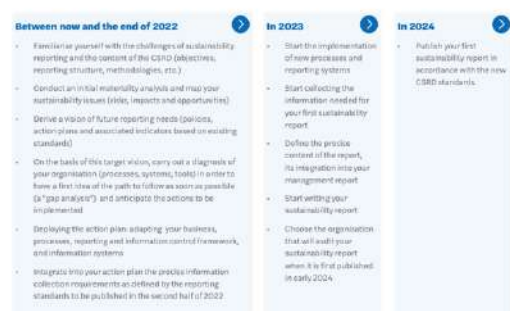 Between now and the end of 2022
Familiarise yourself with the challenges of sustainability
reporting and the content of the CSRD (objectives,
reporting structure, methodologies, etc.)
Conduct an initial materiality analysis and map your
sustainability issues (risks, impacts and opportunities)
Derive a vision of future reporting needs (policies,
action plans and associated indicators based on existing
standards)
On the basis of this target vision, carry out a diagnosis of
your organisation (processes, systems, tools) in order to
have a first idea of the path to follow as soon as possible
(a "gap analysis") and anticipate the actions to be
implemented
Deploying the action plan: adapting your business,
processes, reporting and information control framework,
and information systems
Integrate into your action plan the precise information
collection requirements as defined by the reporting
standards to be published in the second half of 2022
In 2023
Start the implementation
of new processes and
reporting systems
Start collecting the
information needed for
your first sustainability
report
Define the precise
content of the report,
its integration into your
management report
Start writing your
sustainability report
Choose the organisation
that will audit your
sustainability report
when it is first published
in early 2024
In 2024
Publish your first
sustainability report in
accordance with the new
CSRD standards